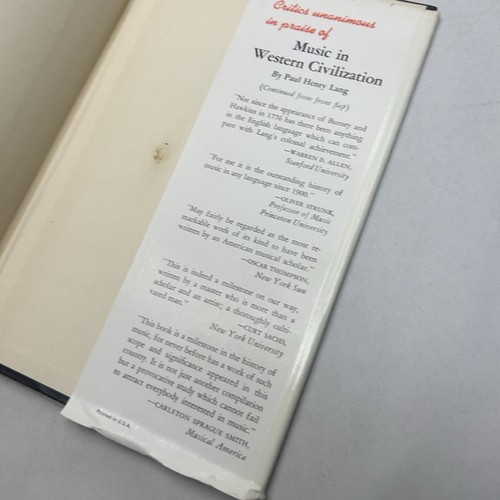 Critics unanimous
in praise of
Music in
Western Civilization
By Paul Henry Lang
(Continued from front flap)
"Not since the appearance of Burney and
Hawkins in 1776 has there been anything
in the English language which can com-
pare with Lang's colossal achievement."
—WARREN D. ALLEN,
Stanford University
"For me it is the outstanding history of
music in any language since 1900."
—OLIVER STRUNK,
Professor of Music
Princeton University
"May fairly be regarded as the most re-
markable work of its kind to have been
written by an American musical scholar."
—OSCAR THOMPSON,
New York Sun
"This is indeed a milestone on our way,
written by a master who is more than a
scholar and an artist; a thoroughly culti-
vated man."
—CURT SACHS,
New York University
"This book is a milestone in the history of
music, for never before has a work of such
scope and significance appeared in this
country. It is not just another compilation
but a provocative study which cannot fail
to attract everybody interested in music."
—CARLETON SPRAGUE SMITH,
Musical America
Printed in U.S.A.